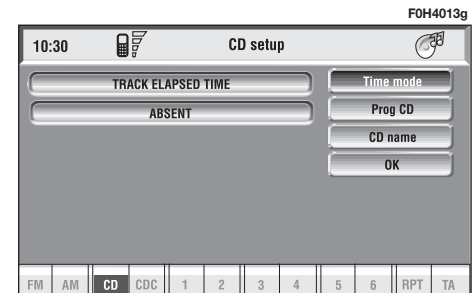 F0H4013g
10:30 CD setup
TRACK ELAPSED TIME Time mode
ABSENT Prog CD
CD name
OK
FM AM CD CDC 1 2 3 4 5 6 RPT TA